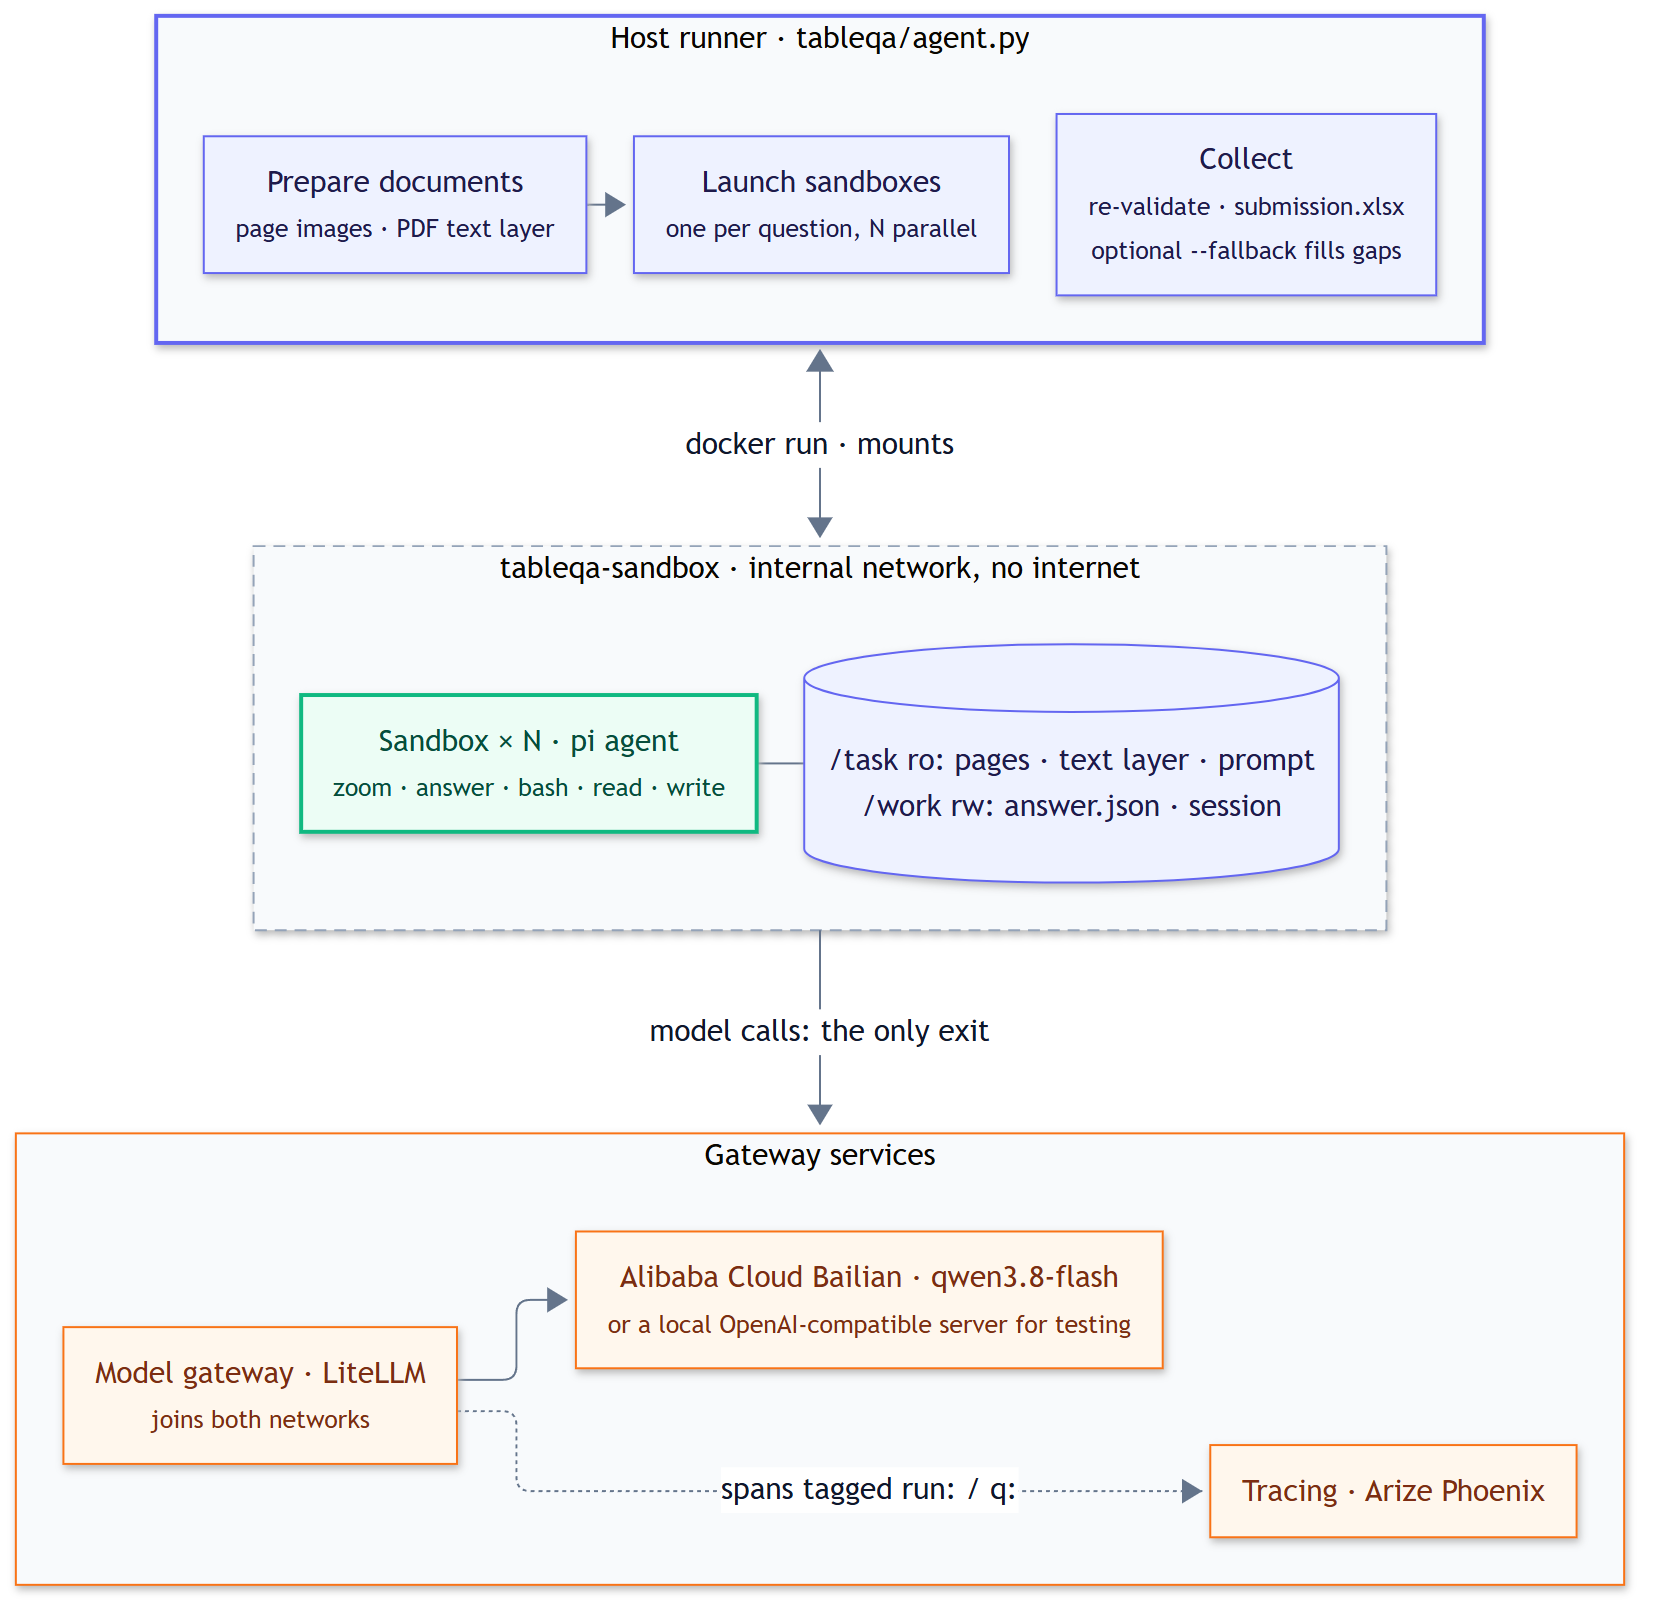 Host runner · tableqa/agent.py
Prepare documents
page images · PDF text layer
Launch sandboxes
one per question, N parallel
Collect
re-validate · submission.xlsx
optional --fallback fills gaps
docker run · mounts
tableqa-sandbox · internal network, no internet
Sandbox × N · pi agent
zoom · answer · bash · read · write
/task ro: pages · text layer · prompt
/work rw: answer.json · session
model calls: the only exit
Gateway services
Alibaba Cloud Bailian · qwen3.8-flash
or a local OpenAI-compatible server for testing
Model gateway · LiteLLM
joins both networks
spans tagged run: / q:
Tracing · Arize Phoenix